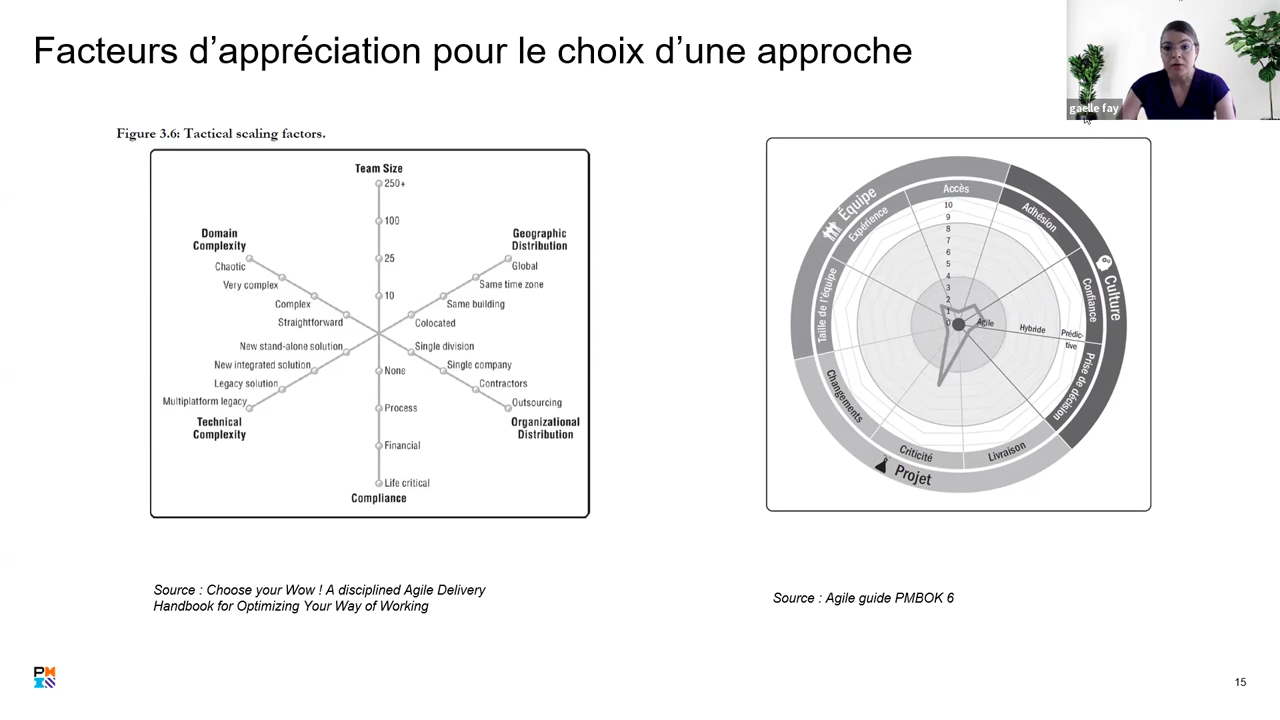 Facteurs d’appréciation pour le choix d’une approche
gaelle fay
Figure 3.6: Tactical scaling factors.
Team Size
250+
100
25
10
Domain
Complexity
Chaotic
Very complex
Complex
Straightforward
Geographic
Distribution
Global
Same time zone
Same building
Colocated
New stand-alone solution
New integrated solution
Legacy solution
Multiplatform legacy
Technical
Complexity
Single division
Single company
Contractors
Outsourcing
Organizational
Distribution
None
Process
Financial
Life critical
Compliance
Équipe
Culture
Projet
Accès
Adhésion
Confiance
Prise de décision
Livraison
Criticité
Changements
Taille de l'équipe
Expérience
10
9
8
7
6
5
4
3
2
1
0
Agile
Hybride
Prédic-
tive
Source : Choose your Wow ! A disciplined Agile Delivery
Handbook for Optimizing Your Way of Working
Source : Agile guide PMBOK 6
15